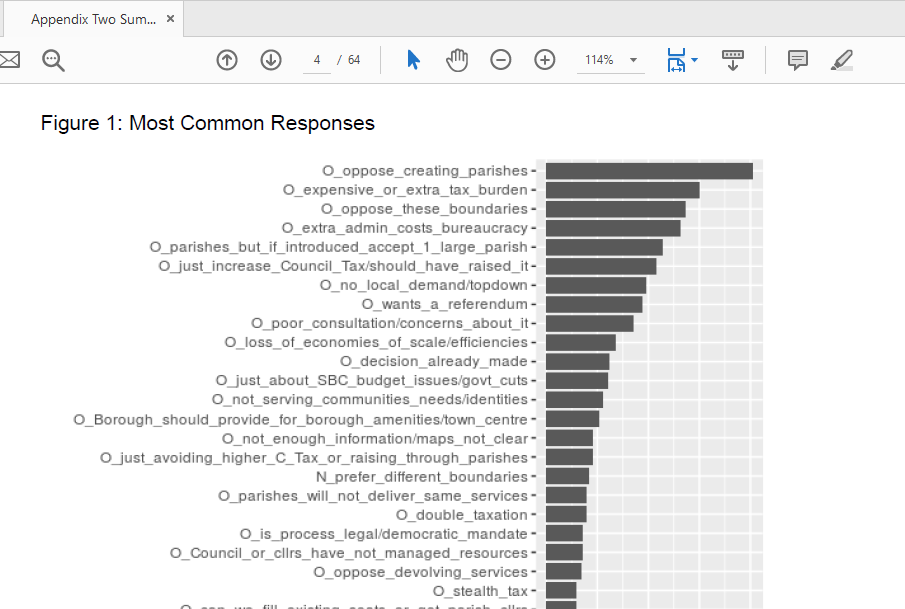 Appendix Two Sum... ×
4 / 64 114%
Figure 1: Most Common Responses
O_oppose_creating_parishes
O_expensive_or_extra_tax_burden
O_oppose_these_boundaries
O_extra_admin_costs_bureaucracy
O_parishes_but_if_introduced_accept_1_large_parish
O_just_increase_Council_Tax/should_have_raised_it
O_no_local_demand/topdown
O_wants_a_referendum
O_poor_consultation/concerns_about_it
O_loss_of_economies_of_scale/efficiencies
O_decision_already_made
O_just_about_SBC_budget_issues/govt_cuts
O_not_serving_communities_needs/identities
O_Borough_should_provide_for_borough_amenities/town_centre
O_not_enough_information/maps_not_clear
O_just_avoiding_higher_C_Tax_or_raising_through_parishes
N_prefer_different_boundaries
O_parishes_will_not_deliver_same_services
O_double_taxation
O_is_process_legal/democratic_mandate
O_Council_or_cllrs_have_not_managed_resources
O_oppose_devolving_services
O_stealth_tax